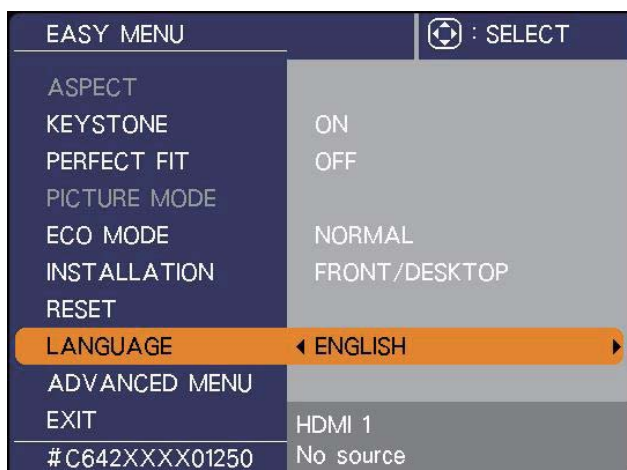 EASY MENU : SELECT
ASPECT
KEYSTONE ON
PERFECT FIT OFF
PICTURE MODE
ECO MODE NORMAL
INSTALLATION FRONT/DESKTOP
RESET
LANGUAGE ENGLISH
ADVANCED MENU
EXIT HDMI 1
#C642XXXX01250 No source